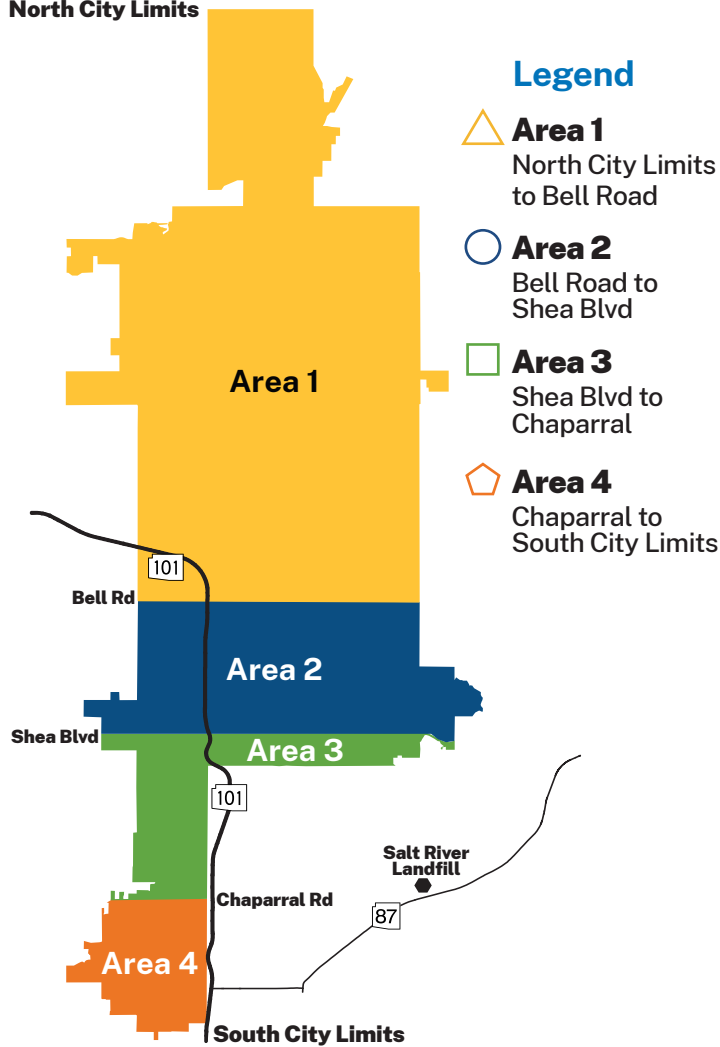 North City Limits
Legend
Area 1
North City Limits
to Bell Road
Area 2
Bell Road to
Shea Blvd
Area 3
Shea Blvd to
Chaparral
Area 4
Chaparral to
South City Limits
Area 1
101
Bell Rd
Area 2
Shea Blvd
Area 3
101
Salt River
Landfill
Chaparral Rd
87
Area 4
South City Limits